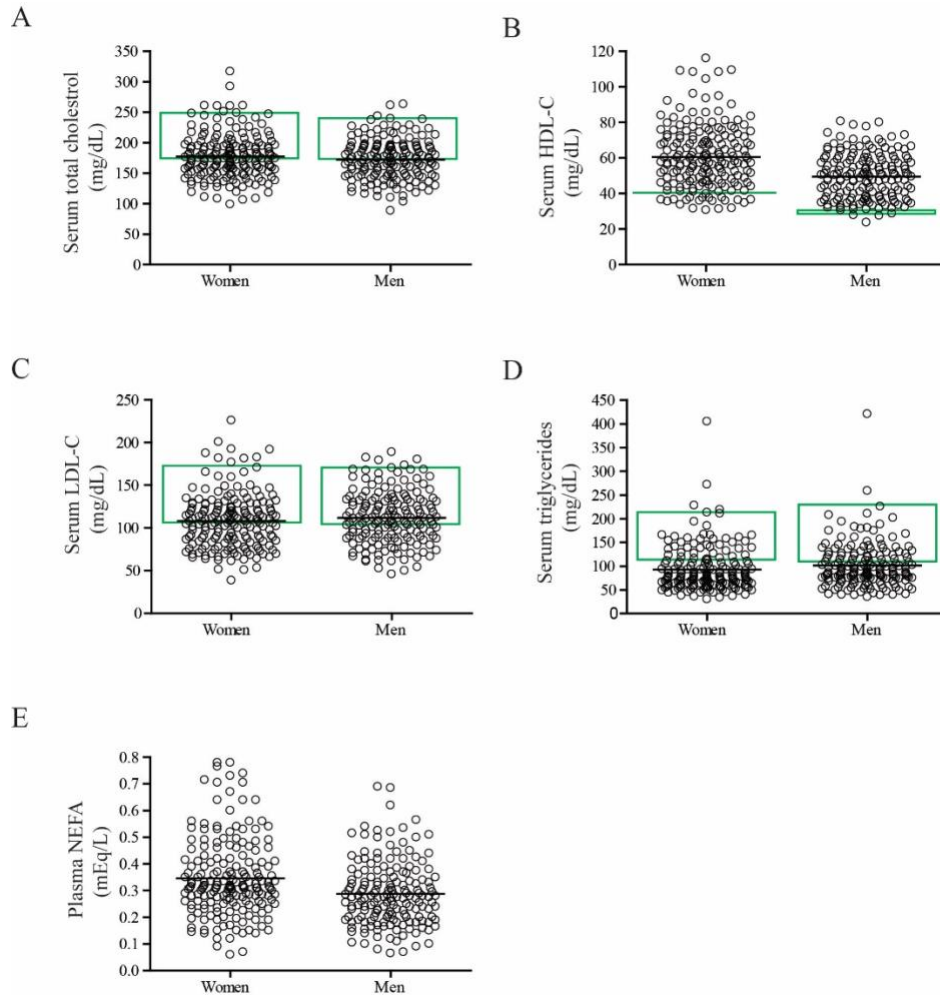 A
Serum total cholestrol
(mg/dL)
350
300
250
200
150
100
50
0
Women
Men
B
Serum HDL-C
(mg/dL)
120
100
80
60
40
20
0
Women
Men
C
Serum LDL-C
(mg/dL)
250
200
150
100
50
0
Women
Men
D
Serum triglycerides
(mg/dL)
450
400
350
300
250
200
150
100
50
0
Women
Men
E
Plasma NEFA
(mEq/L)
0.8
0.7
0.6
0.5
0.4
0.3
0.2
0.1
0.0
Women
Men